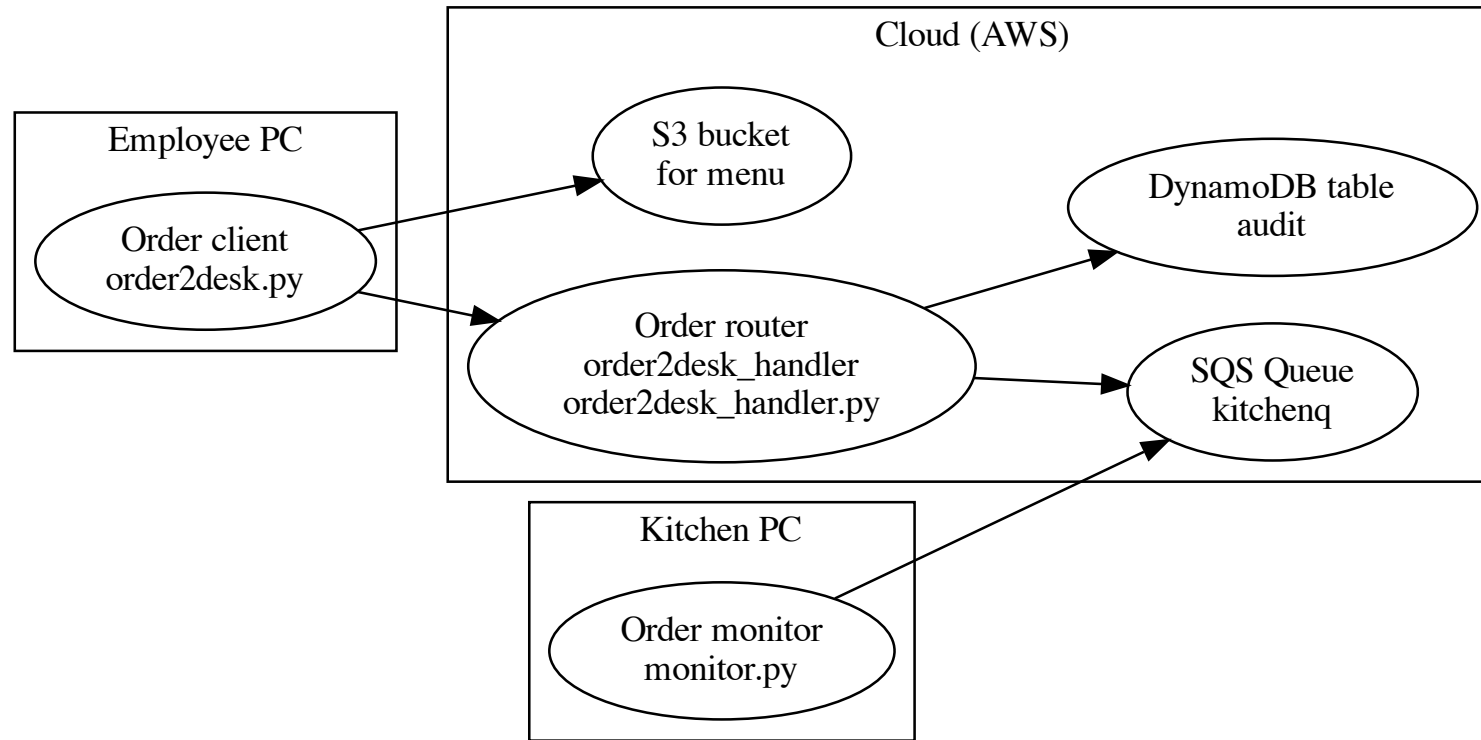 Cloud (AWS)
Employee PC
Order client
order2desk.py
S3 bucket
for menu
DynamoDB table
audit
Order router
order2desk_handler
order2desk_handler.py
SQS Queue
kitchenq
Kitchen PC
Order monitor
monitor.py